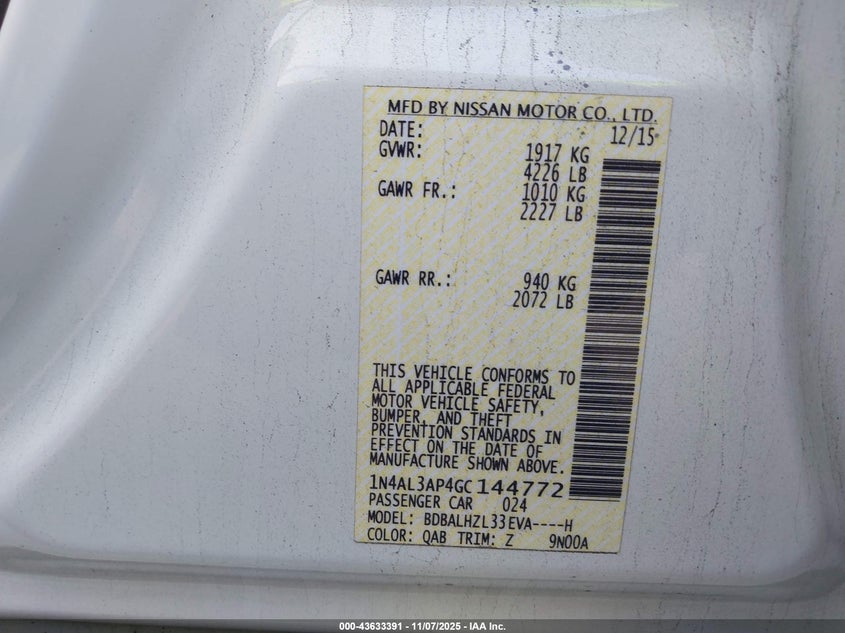 MFD BY NISSAN MOTOR CO., LTD.
DATE: 12/15
GVWR: 1917 KG
4226 LB
GAWR FR.: 1010 KG
2227 LB
GAWR RR.: 940 KG
2072 LB
THIS VEHICLE CONFORMS TO
ALL APPLICABLE FEDERAL
MOTOR VEHICLE SAFETY,
BUMPER, AND THEFT
PREVENTION STANDARDS IN
EFFECT ON THE DATE OF
MANUFACTURE SHOWN ABOVE.
1N4AL3AP4GC144772
PASSENGER CAR 024
MODEL: BDBALHZL33EVA----H
COLOR: QAB TRIM: Z 9N00A
000-43633391 - 11/07/2025 - IAA Inc.